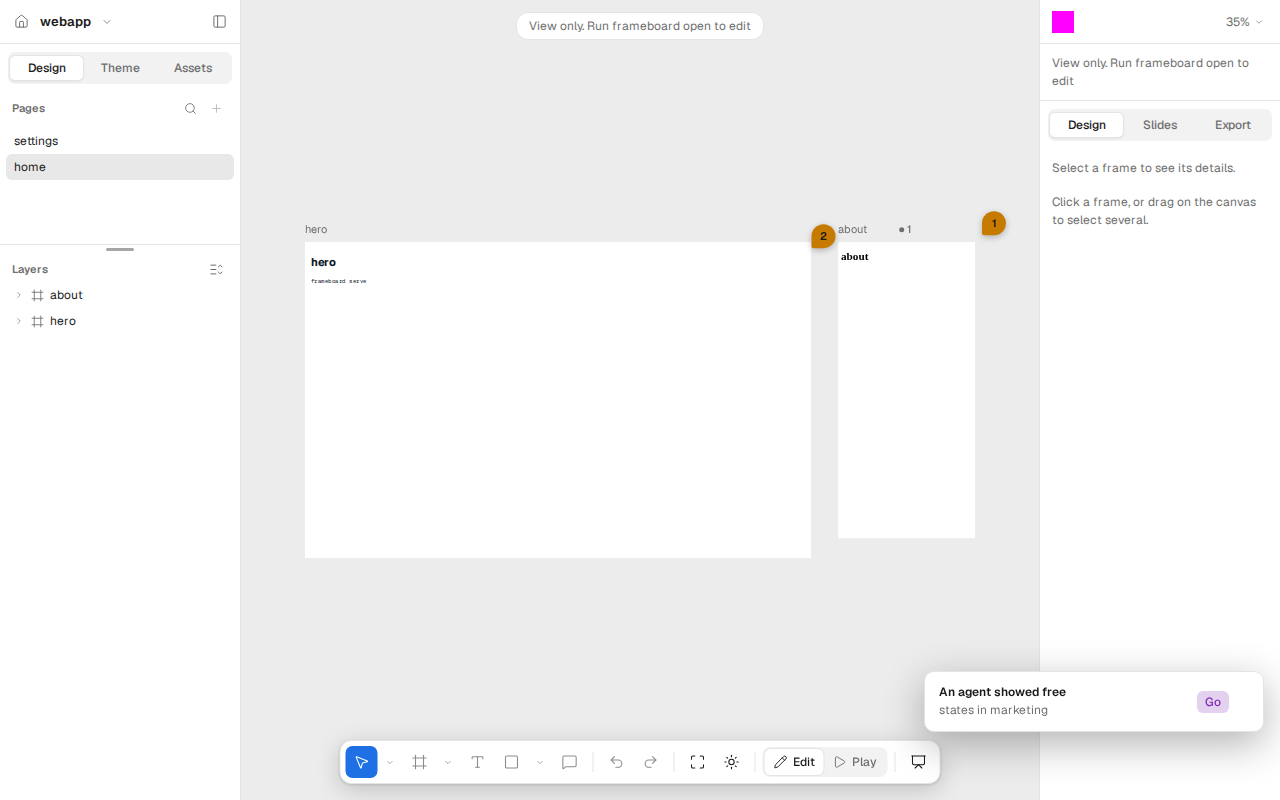 webapp
View only. Run frameboard open to edit
35%
View only. Run frameboard open to
edit
Design
Theme
Assets
Design
Slides
Export
Pages
settings
home
Select a frame to see its details.
Click a frame, or drag on the canvas
to select several.
hero
2
about
1
1
hero
frameboard serve
about
Layers
about
hero
An agent showed free
states in marketing
Go
Edit
Play